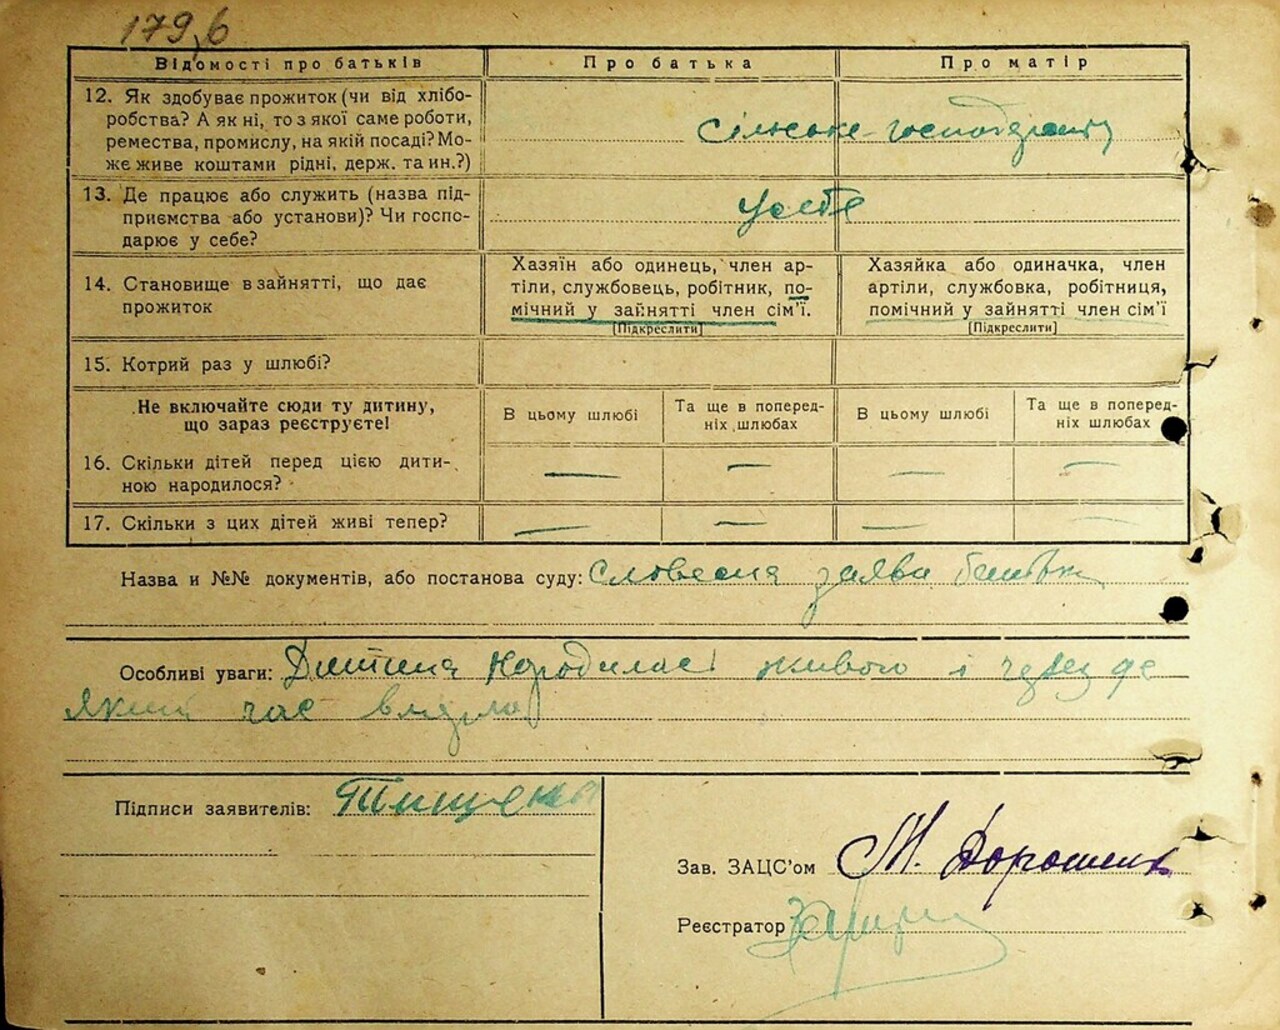 179,б
Відомості про батьків Про батька Про матір
12. Як здобуває прожиток (чи від хлібо-
робства? А як ні, то з якої саме роботи,
ремества, промислу, на якій посаді? Мо-
же живе коштами рідні, держ. та ин.?)
сільське-господарст
13. Де працює або служить (назва під-
приємства або установи)? Чи госпо-
дарює у себе?
у себе
14. Становище в зайнятті, що дає
прожиток
Хазяїн або одинець, член ар-
тіли, службовець, робітник, по-
мічний у зайнятті член сім'ї.
[Підкреслити]
Хазяйка або одиначка, член
артіли, службовка, робітниця,
помічний у зайнятті член сім'ї
[Підкреслити]
15. Котрий раз у шлюбі?
Не включайте сюди ту дитину,
що зараз реєструєте!
В цьому шлюбі
Та ще в поперед-
ніх шлюбах
В цьому шлюбі
Та ще в поперед-
ніх шлюбах
16. Скільки дітей перед цією дити-
ною народилося?
— — — —
17. Скільки з цих дітей живі тепер?
— — — —
Назва и №№ документів, або постанова суду: Словесна заява батька
Особливі уваги: Дитина народилась живою і через де
який час вмерла
Підписи заявителів: Тищенко
Зав. ЗАЦС'ом М. Дорошенко
Реєстратор